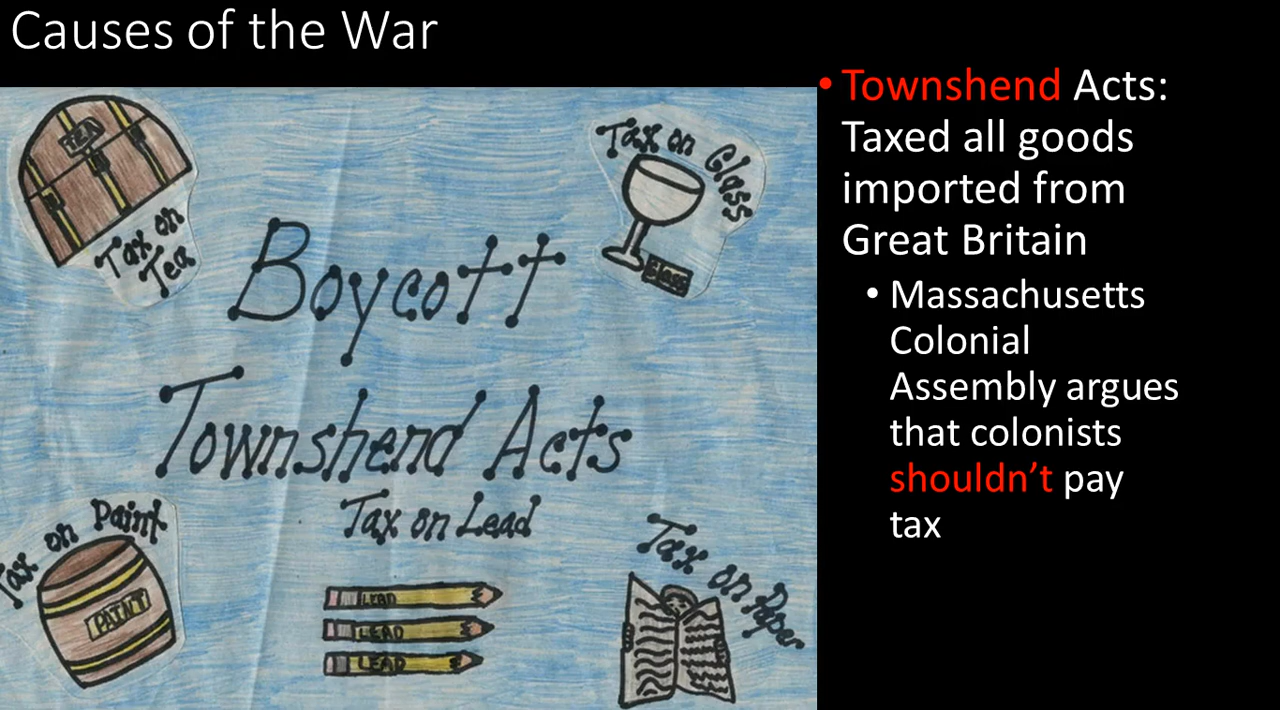 Causes of the War
TEA
Tax on
Tea
Tax on Glass
Glass
Boycott
Townshend Acts
Tax on Lead
LEAD
LEAD
LEAD
Tax on Paint
PAINT
Tax on Paper
• Townshend Acts:
Taxed all goods
imported from
Great Britain
• Massachusetts
Colonial
Assembly argues
that colonists
shouldn't pay
tax